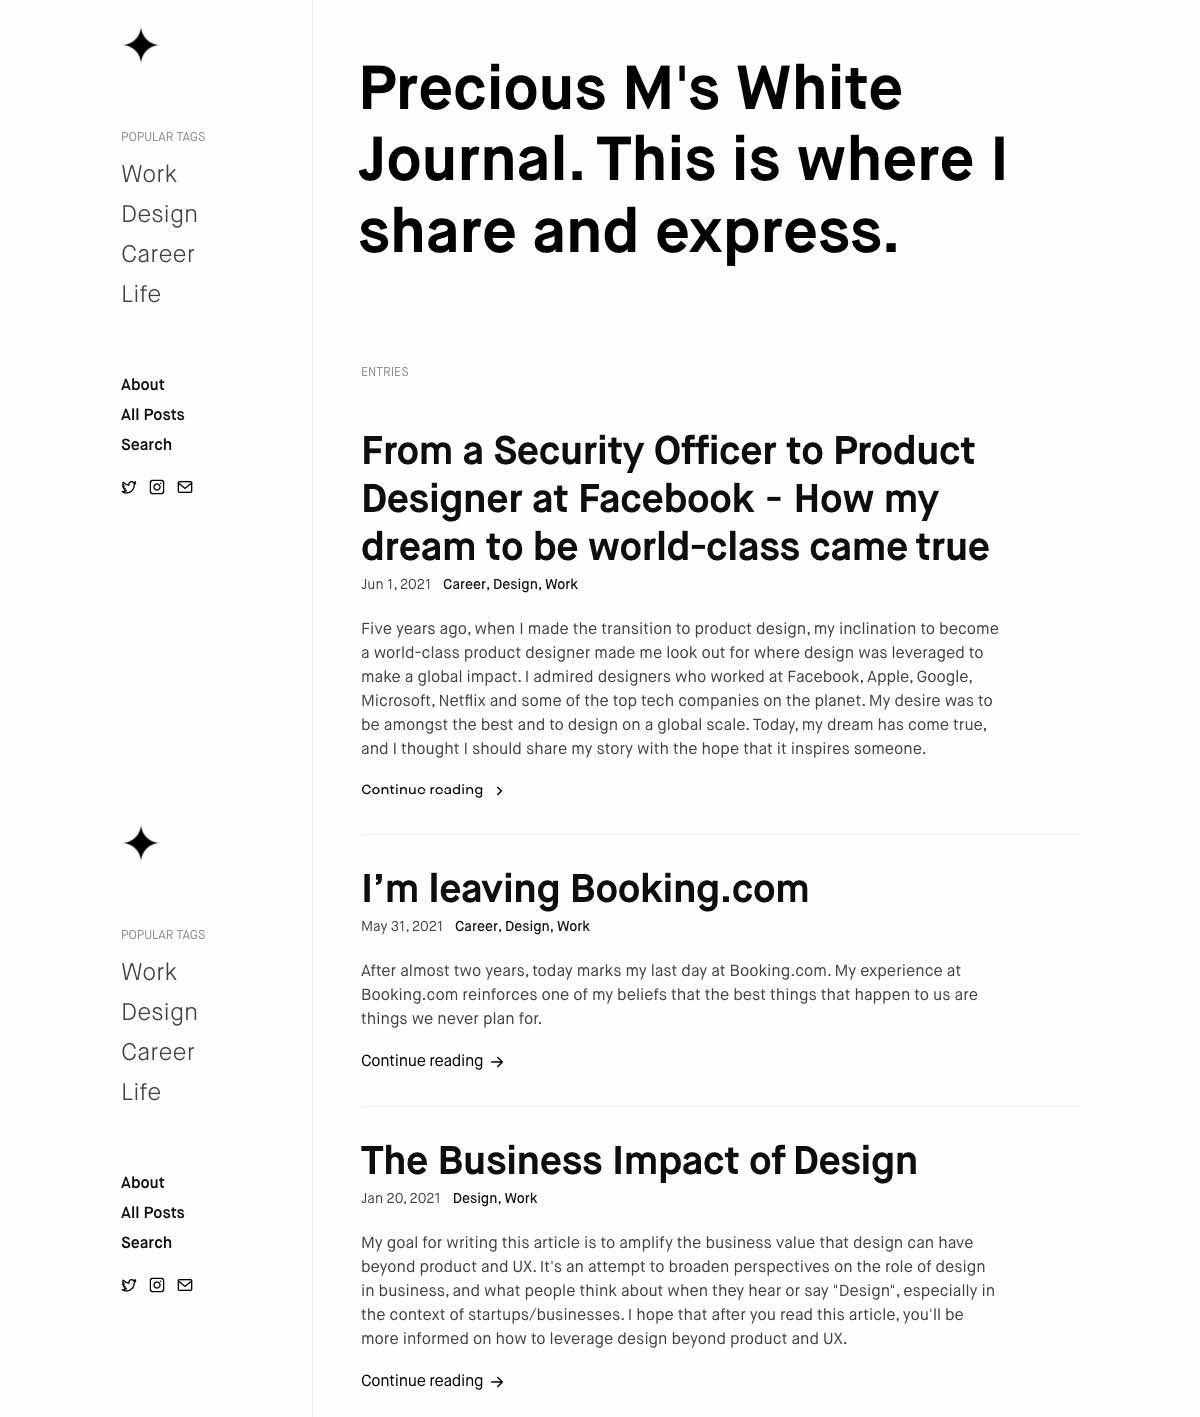 POPULAR TAGS
Work
Design
Career
Life
About
All Posts
Search
Precious M's White
Journal. This is where I
share and express.
ENTRIES
From a Security Officer to Product
Designer at Facebook - How my
dream to be world-class came true
Jun 1, 2021 Career, Design, Work
Five years ago, when I made the transition to product design, my inclination to become
a world-class product designer made me look out for where design was leveraged to
make a global impact. I admired designers who worked at Facebook, Apple, Google,
Microsoft, Netflix and some of the top tech companies on the planet. My desire was to
be amongst the best and to design on a global scale. Today, my dream has come true,
and I thought I should share my story with the hope that it inspires someone.
Continue reading
POPULAR TAGS
Work
Design
Career
Life
About
All Posts
Search
I’m leaving Booking.com
May 31, 2021 Career, Design, Work
After almost two years, today marks my last day at Booking.com. My experience at
Booking.com reinforces one of my beliefs that the best things that happen to us are
things we never plan for.
Continue reading →
The Business Impact of Design
Jan 20, 2021 Design, Work
My goal for writing this article is to amplify the business value that design can have
beyond product and UX. It's an attempt to broaden perspectives on the role of design
in business, and what people think about when they hear or say "Design", especially in
the context of startups/businesses. I hope that after you read this article, you'll be
more informed on how to leverage design beyond product and UX.
Continue reading →